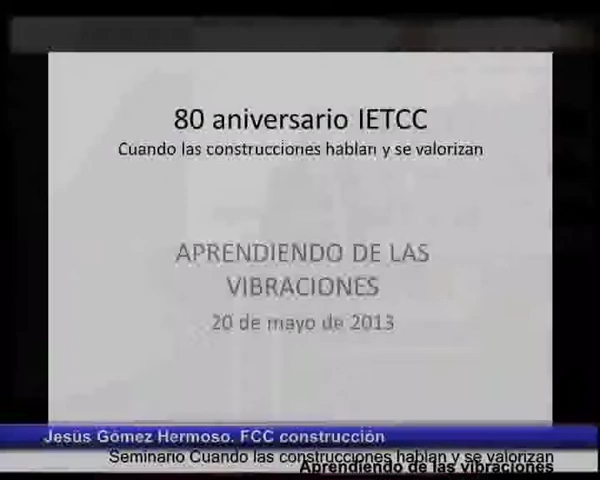 80 aniversario IETCC
Cuando las construcciones hablan y se valorizan
APRENDIENDO DE LAS
VIBRACIONES
20 de mayo de 2013
Jesús Gómez Hermoso. FCC construcción
Seminario Cuando las construcciones hablan y se valorizan
Aprendiendo de las vibraciones